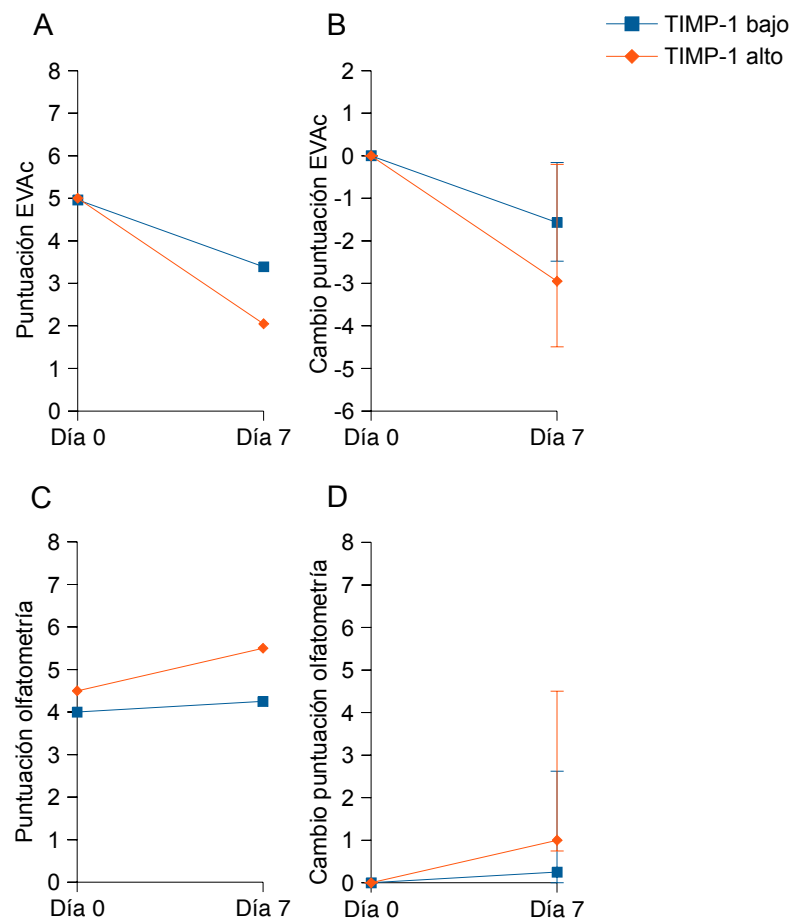 A
B
TIMP-1 bajo
TIMP-1 alto
Puntuación EVAc
8
7
6
5
4
3
2
1
0
Día 0
Día 7
Cambio puntuación EVAc
2
1
0
-1
-2
-3
-4
-5
-6
Día 0
Día 7
C
D
Puntuación olfatometría
8
7
6
5
4
3
2
1
0
Día 0
Día 7
Cambio puntuación olfatometría
8
7
6
5
4
3
2
1
0
Día 0
Día 7